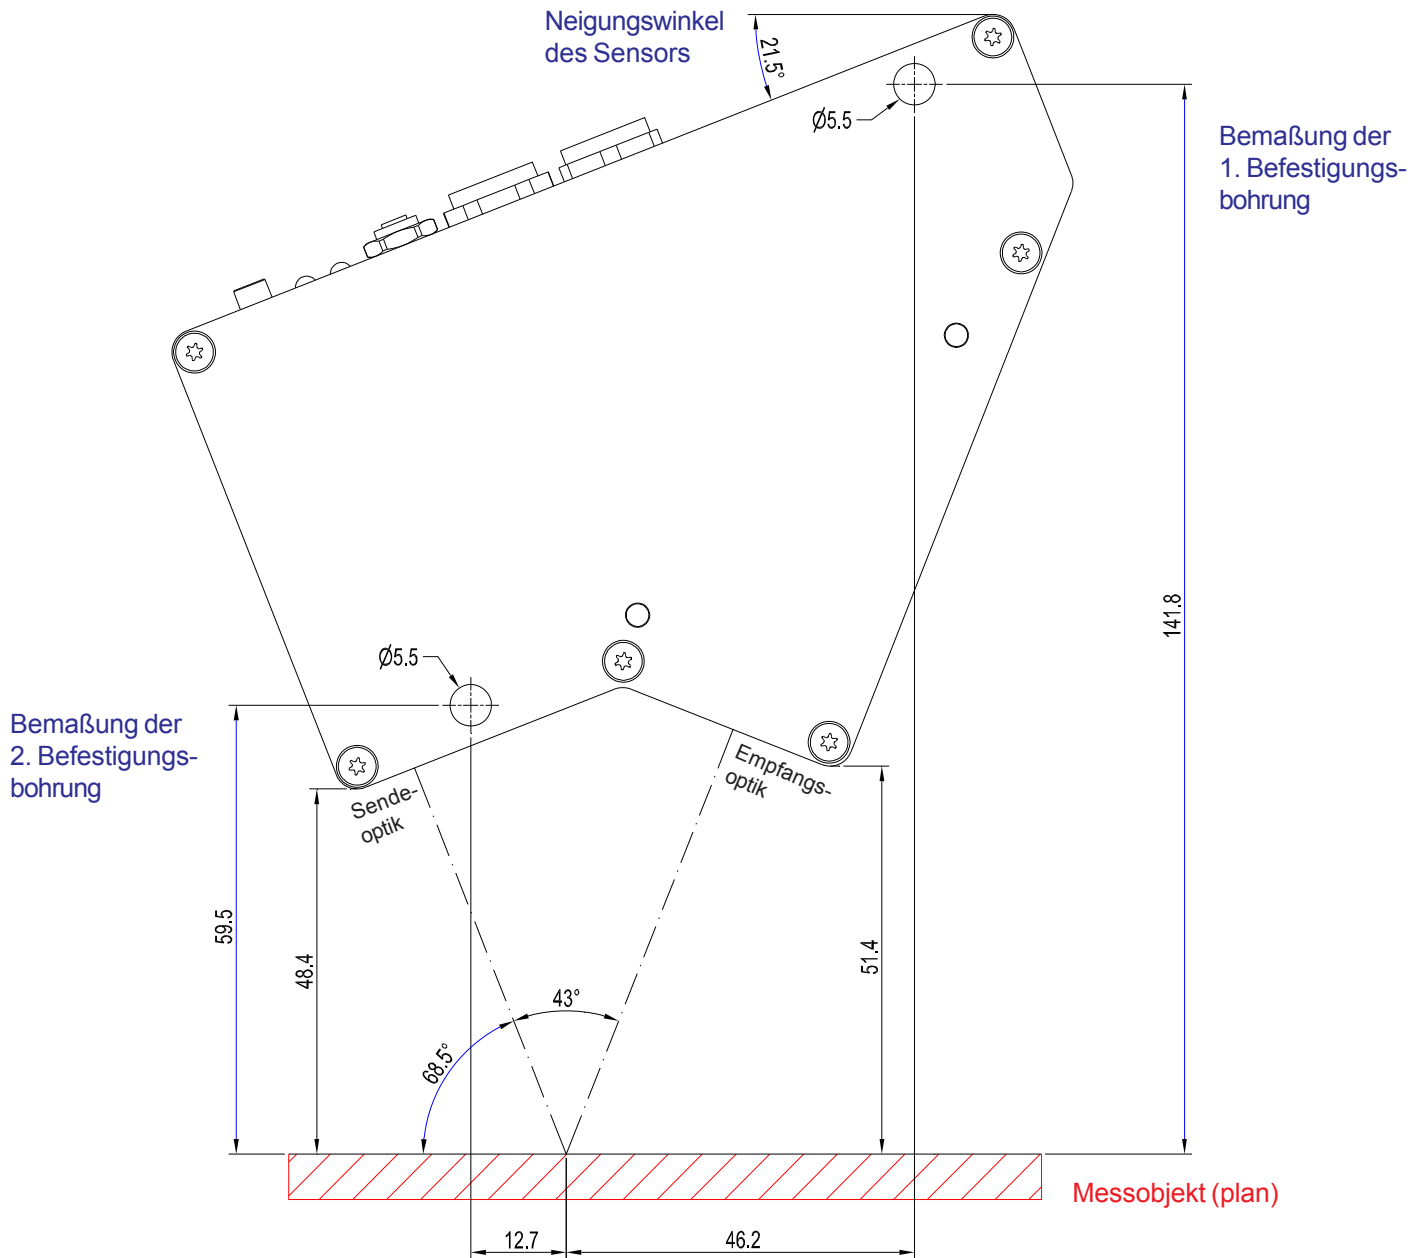 Neigungswinkel
des Sensors
21.5°
Ø5.5
Bemaßung der
1. Befestigungs-
bohrung
141.8
Ø5.5
Bemaßung der
2. Befestigungs-
bohrung
Sende-
optik
Empfangs-
optik
59.5
48.4
51.4
43°
68.5°
Messobjekt (plan)
12.7
46.2